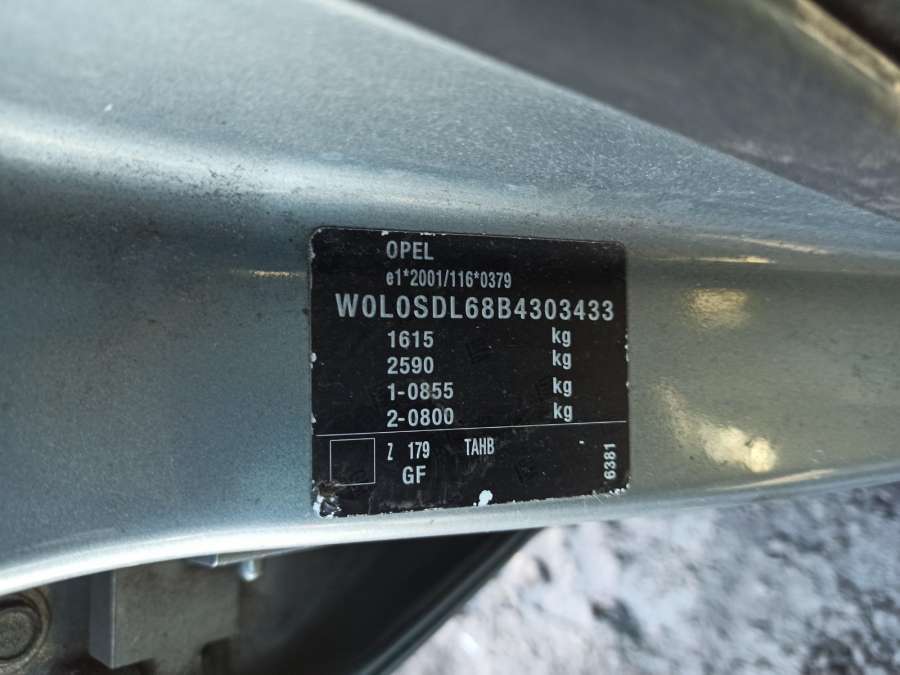 OPEL
e1*2001/116*0379
W0L0SDL68B4303433
1615 kg
2590 kg
1-0855 kg
2-0800 kg
Z 179 TAHB
GF
6381